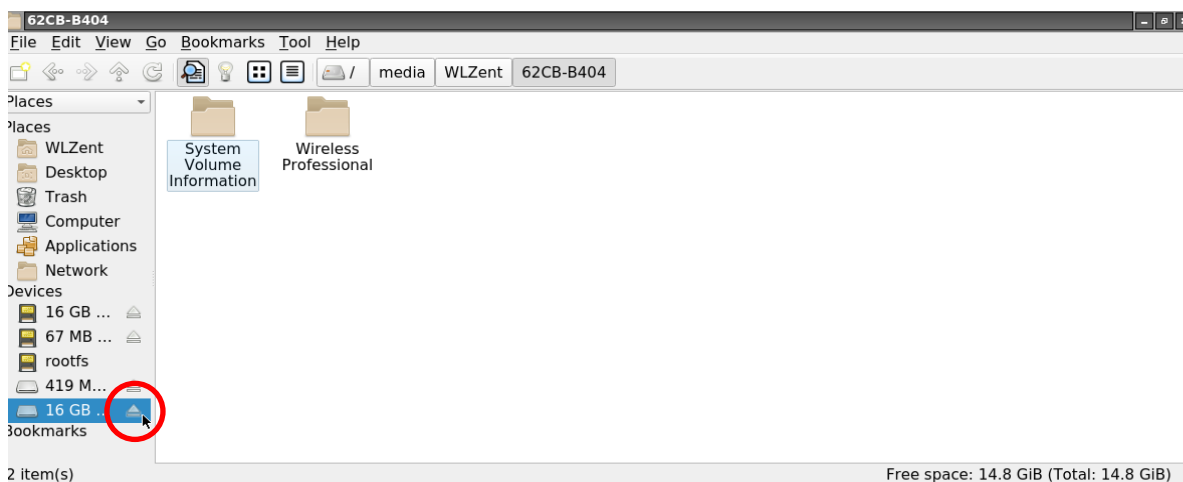 62CB-B404
File Edit View Go Bookmarks Tool Help
/ media WLZent 62CB-B404
Places
Places
WLZent
Desktop
Trash
Computer
Applications
Network
Devices
16 GB ...
67 MB ...
rootfs
419 M...
16 GB ..
Bookmarks
System
Volume
Information
Wireless
Professional
2 item(s)
Free space: 14.8 GiB (Total: 14.8 GiB)